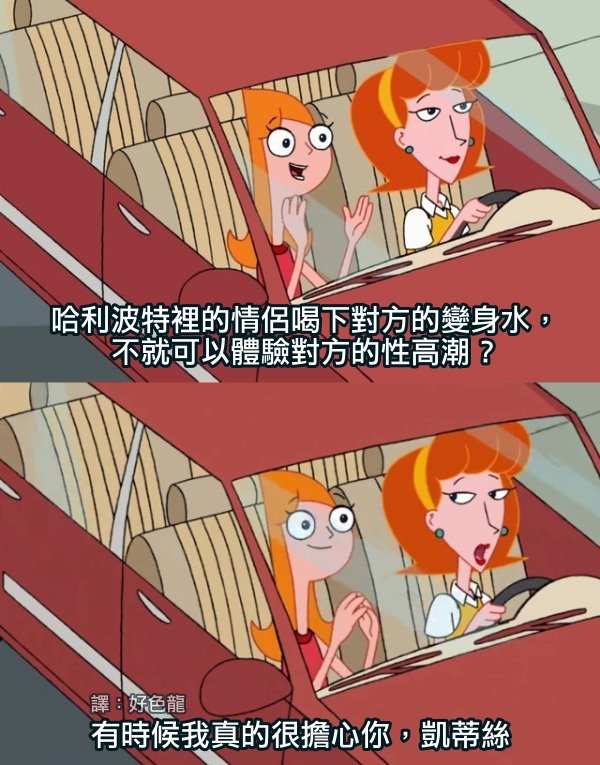 哈利波特裡的情侶喝下對方的變身水，
不就可以體驗對方的性高潮？
譯：好色龍
有時候我真的很擔心你，凱蒂絲